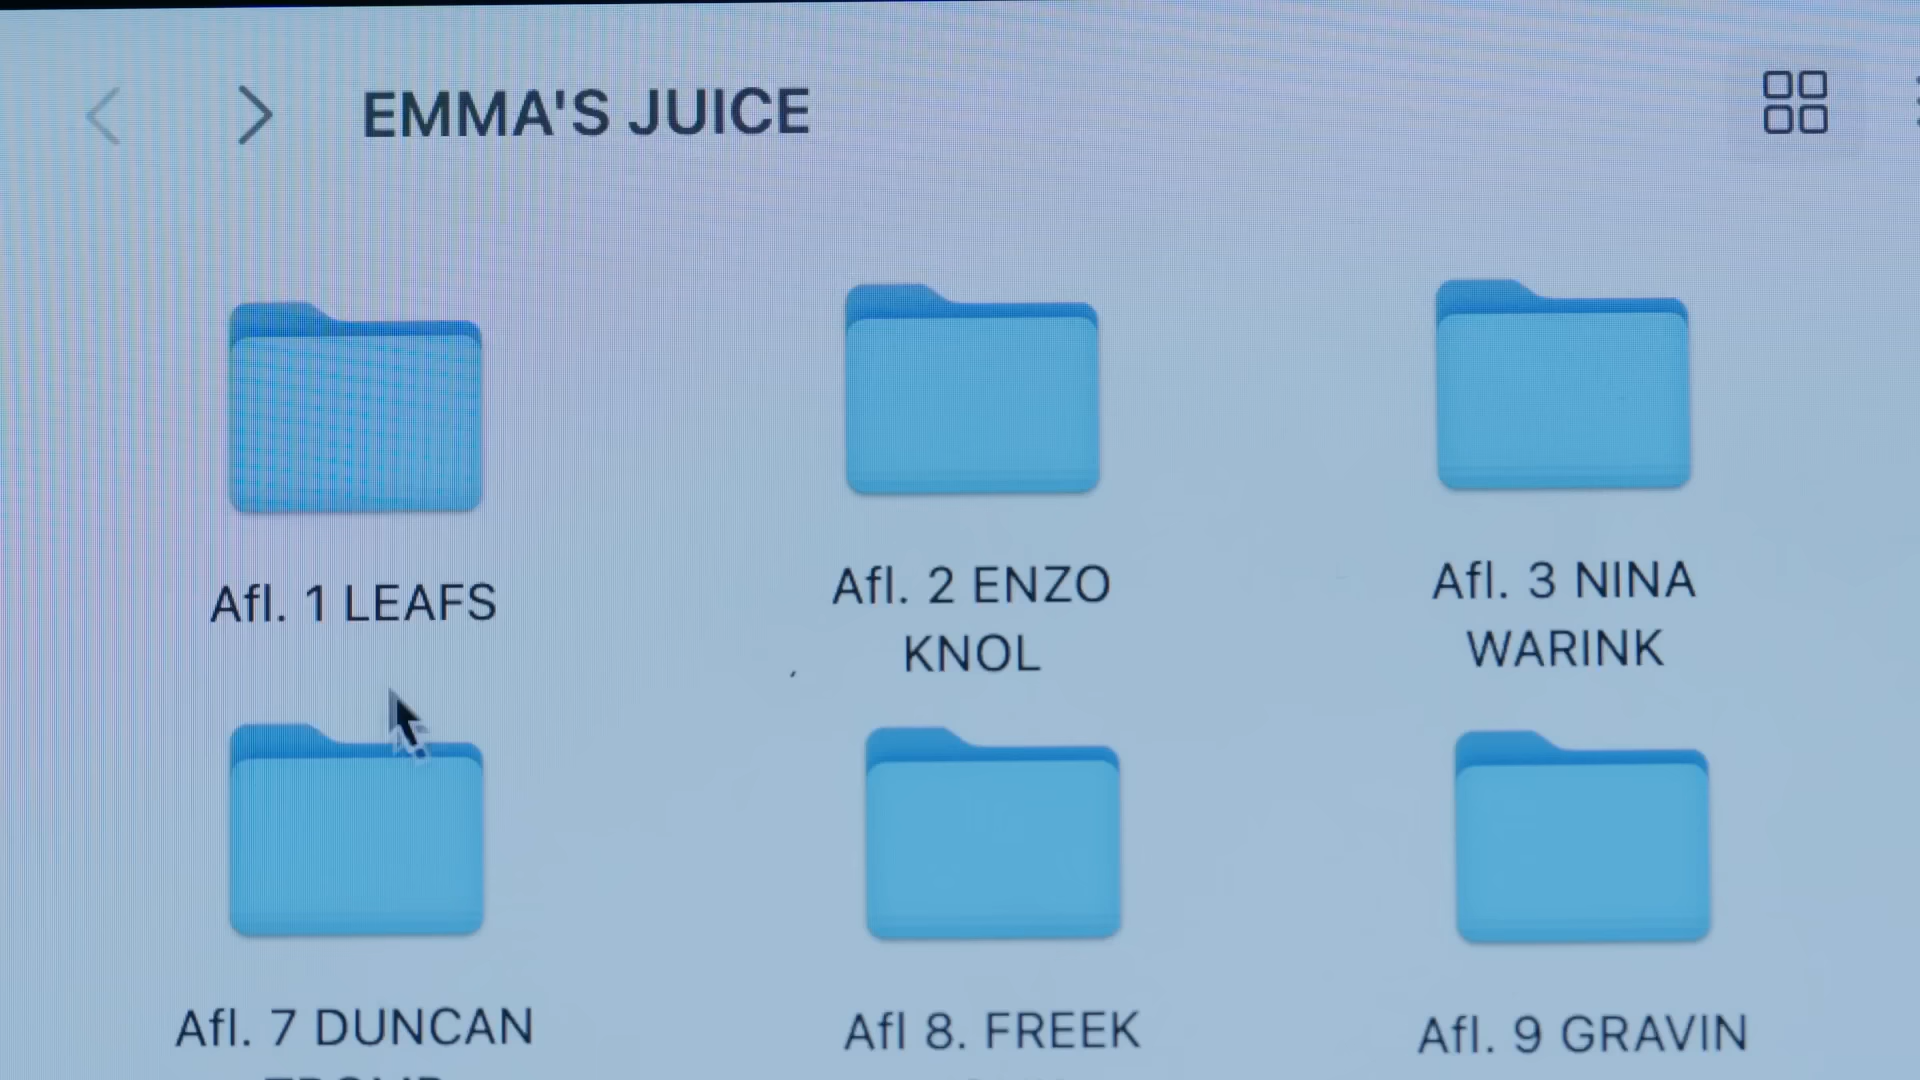 EMMA'S JUICE
Afl. 1 LEAFS
Afl. 2 ENZO
KNOL
Afl. 3 NINA
WARINK
Afl. 7 DUNCAN
Afl 8. FREEK
Afl. 9 GRAVIN